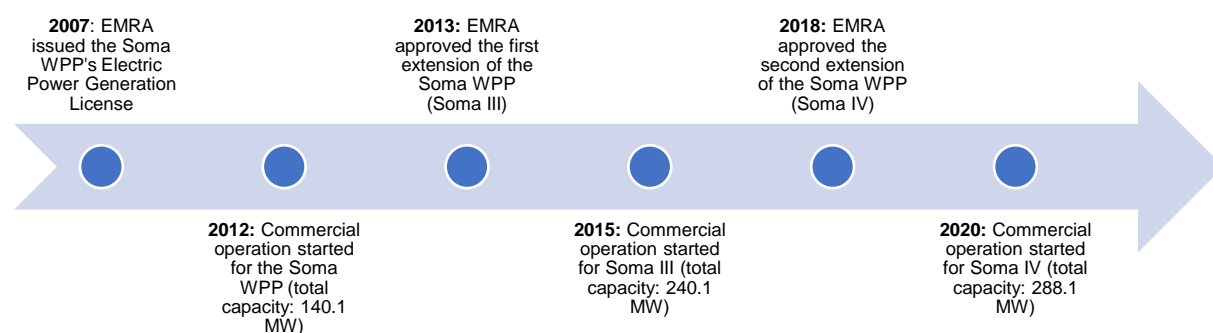 2007: EMRA
issued the Soma
WPP's Electric
Power Generation
License
2012: Commercial
operation started
for the Soma
WPP (total
capacity: 140.1
MW)
2013: EMRA
approved the first
extension of the
Soma WPP
(Soma III)
2015: Commercial
operation started
for Soma III (total
capacity: 240.1
MW)
2018: EMRA
approved the
second extension
of the Soma WPP
(Soma IV)
2020: Commercial
operation started
for Soma IV (total
capacity: 288.1
MW)